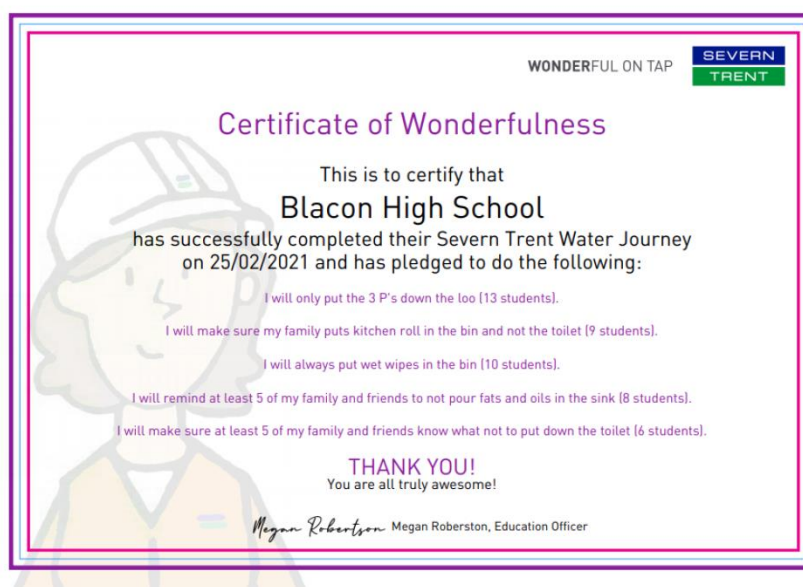 WONDERFUL ON TAP
SEVERN
TRENT
Certificate of Wonderfulness
This is to certify that
Blacon High School
has successfully completed their Severn Trent Water Journey
on 25/02/2021 and has pledged to do the following:
I will only put the 3 P's down the loo (13 students).
I will make sure my family puts kitchen roll in the bin and not the toilet (9 students).
I will always put wet wipes in the bin (10 students).
I will remind at least 5 of my family and friends to not pour fats and oils in the sink (8 students).
I will make sure at least 5 of my family and friends know what not to put down the toilet (6 students).
THANK YOU!
You are all truly awesome!
Megan Robertson Megan Roberston, Education Officer